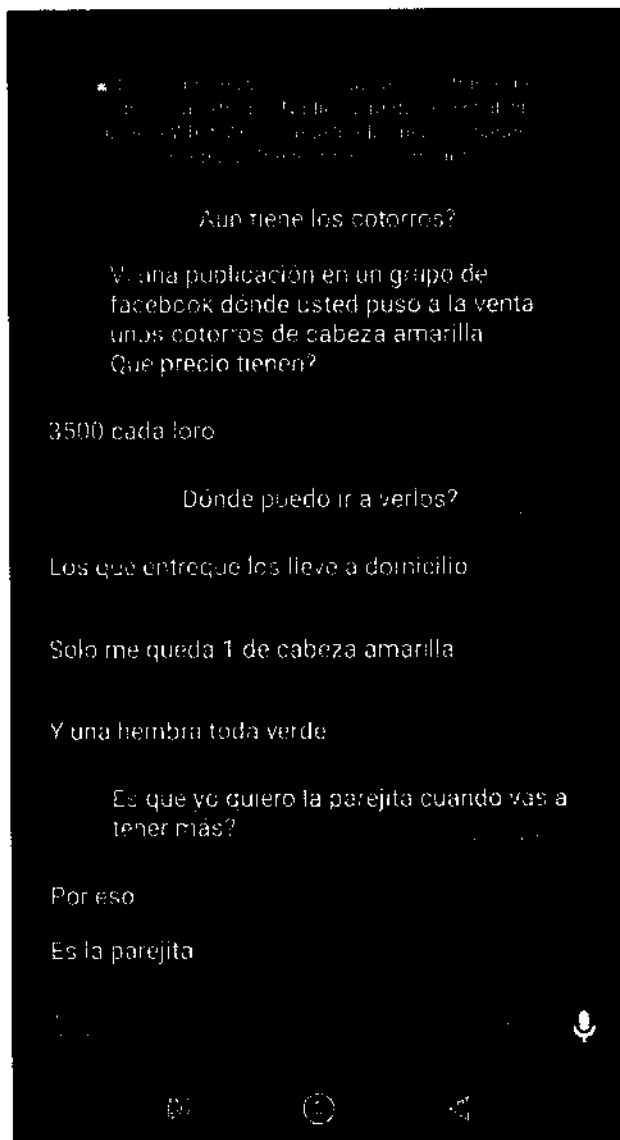 Aun tiene los cotorros?
Vi una publicación en un grupo de
facebook dónde usted puso a la venta
unos cotorros de cabeza amarilla
Que precio tienen?
3500 cada loro
Dónde puedo ir a verlos?
Los que entregue los lleve a domicilio
Solo me queda 1 de cabeza amarilla
Y una hembra toda verde
Es que yo quiero la parejita cuando vas a
tener más?
Por eso
Es la parejita